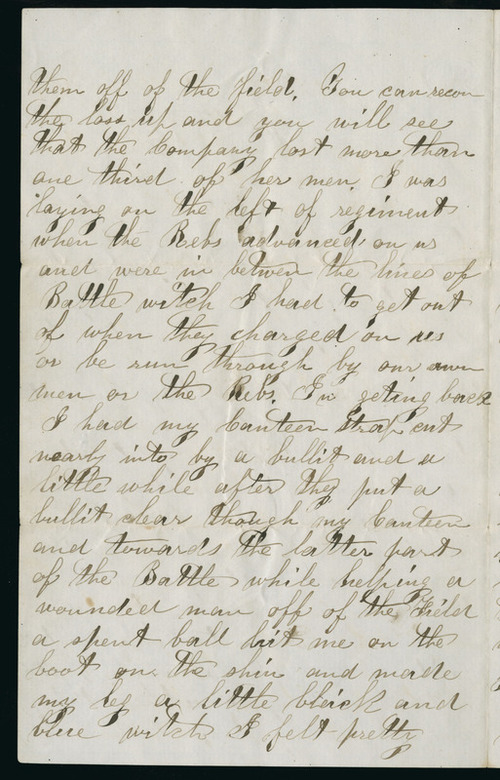 them off of the field. You can recon
the loss up and you will see
that the Company lost more than
one third of her men. I was
laying on the left of regiment
when the Rebs advanced on us
and were in betwen the lines of
Battle witch I had to get out
of when they charged on us
or be run through by our own
men or the Rebs. In geting back
I had my Canteen strap cut
nearly into by a bullit and a
little while after they put a
bullit clear though my Canteen
and towards the latter part
of the Battle while helping a
wounded man off of the Field
a spent ball hit me on the
boot on the shin and made
my leg a little black and
blue witch I felt pretty